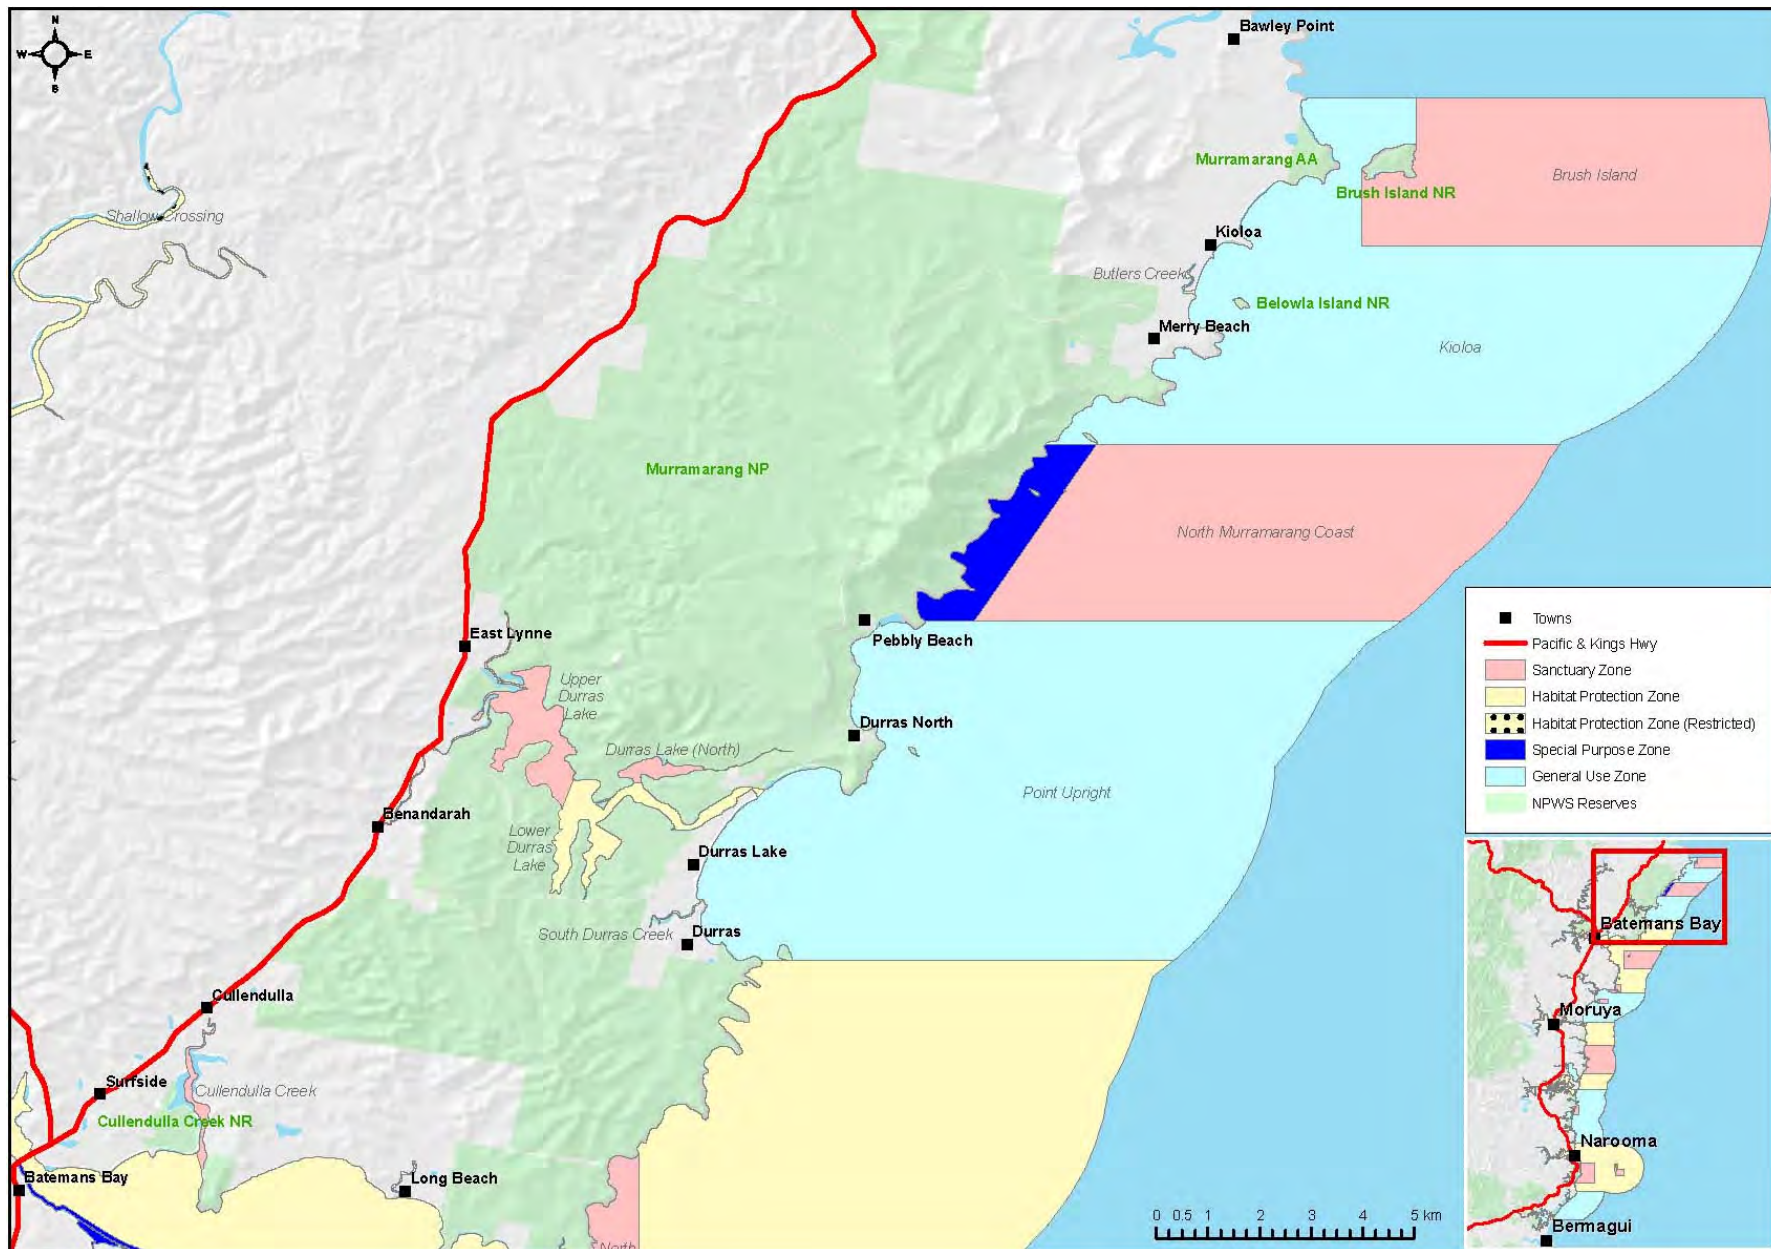 N
W
E
S
Bawley Point
Murramarang AA
Brush Island NR
Brush Island
Shallow Crossing
Kioloa
Butlers Creek
Belowla Island NR
Merry Beach
Kioloa
Murramarang NP
North Murramarang Coast
East Lynne
Pebbly Beach
Upper
Durras
Lake
Durras North
Durras Lake (North)
Point Upright
Benandarah
Lower
Durras
Lake
Durras Lake
South Durras Creek
Durras
Cullendulla
Surfside
Cullendulla Creek
Cullendulla Creek NR
Batemans Bay
Long Beach
North
0 0.5 1 2 3 4 5 km
Towns
Pacific & Kings Hwy
Sanctuary Zone
Habitat Protection Zone
Habitat Protection Zone (Restricted)
Special Purpose Zone
General Use Zone
NPWS Reserves
Batemans Bay
Moruya
Narooma
Bermagui